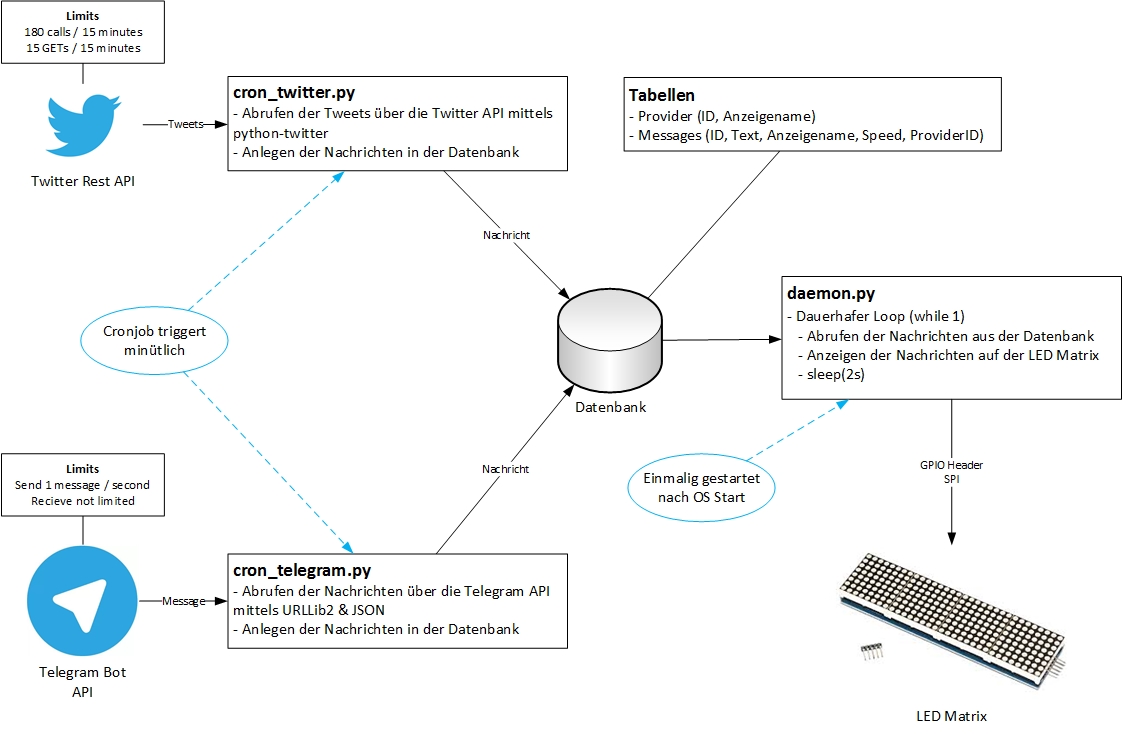 Limits
180 calls / 15 minutes
15 GETs / 15 minutes
Tweets
Twitter Rest API
cron_twitter.py
- Abrufen der Tweets über die Twitter API mittels
python-twitter
- Anlegen der Nachrichten in der Datenbank
Tabellen
- Provider (ID, Anzeigename)
- Messages (ID, Text, Anzeigename, Speed, ProviderID)
Nachricht
Cronjob triggert
minütlich
Datenbank
daemon.py
- Dauerhafer Loop (while 1)
- Abrufen der Nachrichten aus der Datenbank
- Anzeigen der Nachrichten auf der LED Matrix
- sleep(2s)
Einmalig gestartet
nach OS Start
GPIO Header
SPI
Nachricht
Limits
Send 1 message / second
Recieve not limited
Message
Telegram Bot
API
cron_telegram.py
- Abrufen der Nachrichten über die Telegram API
mittels URLLib2 & JSON
- Anlegen der Nachrichten in der Datenbank
LED Matrix